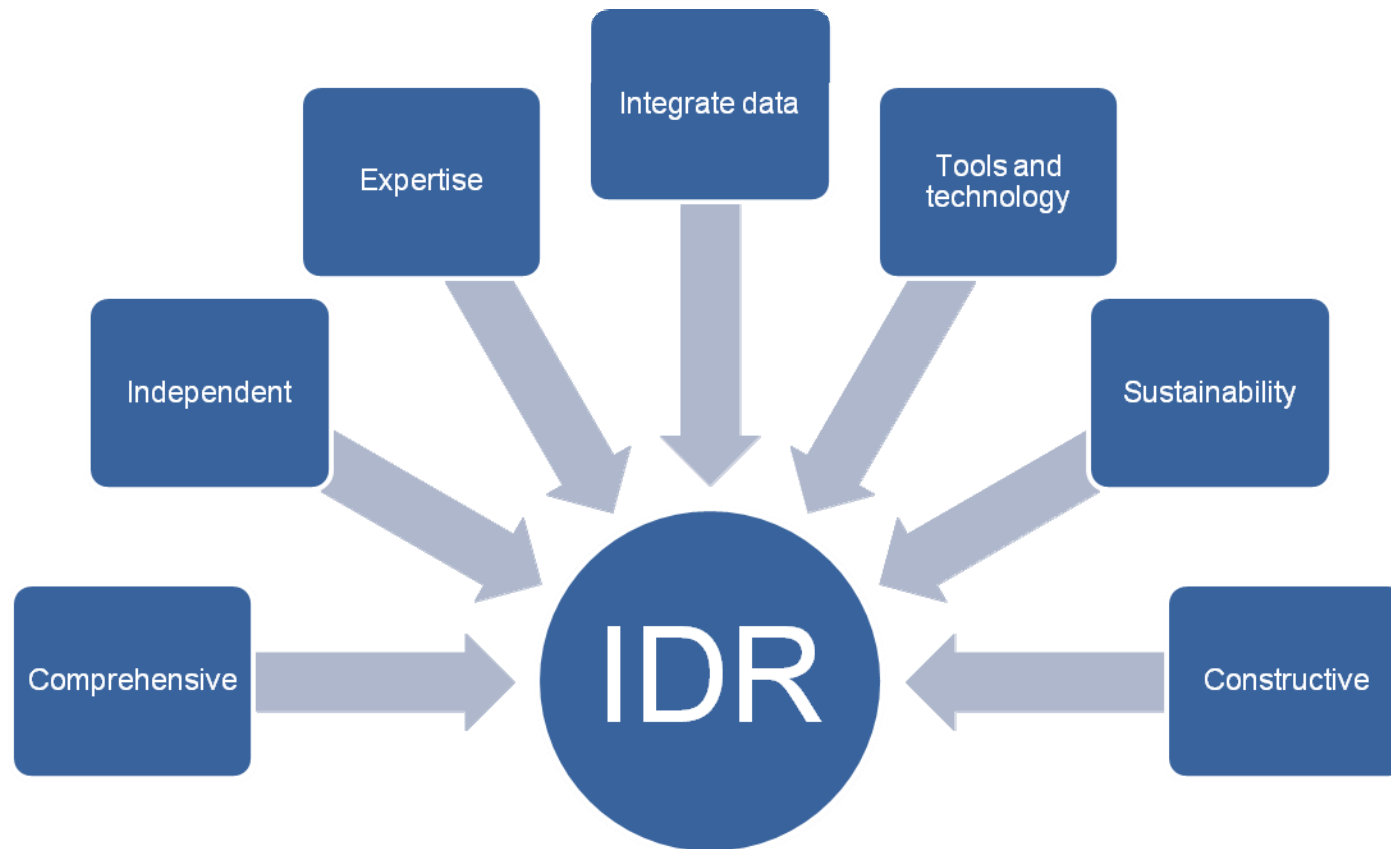 Integrate data
Expertise
Tools and
technology
Independent
Sustainability
Comprehensive
IDR
Constructive